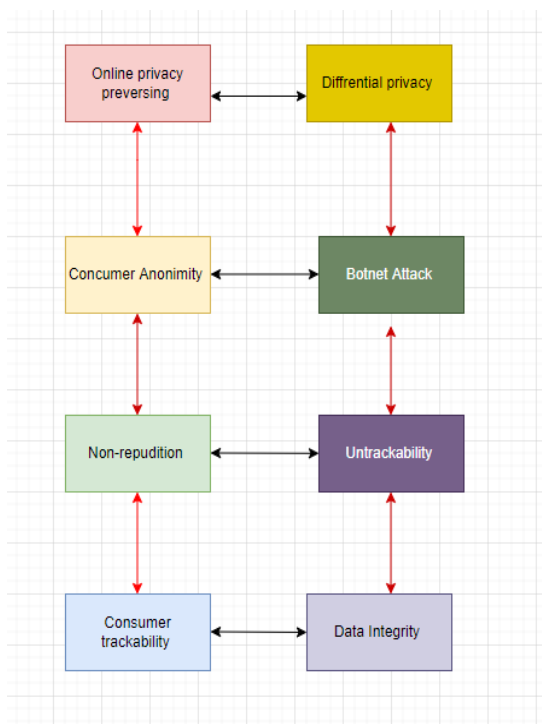 Online privacy
preversing
Diffrential privacy
Concumer Anonimity
Botnet Attack
Non-repudition
Untrackability
Consumer
trackability
Data Integrity